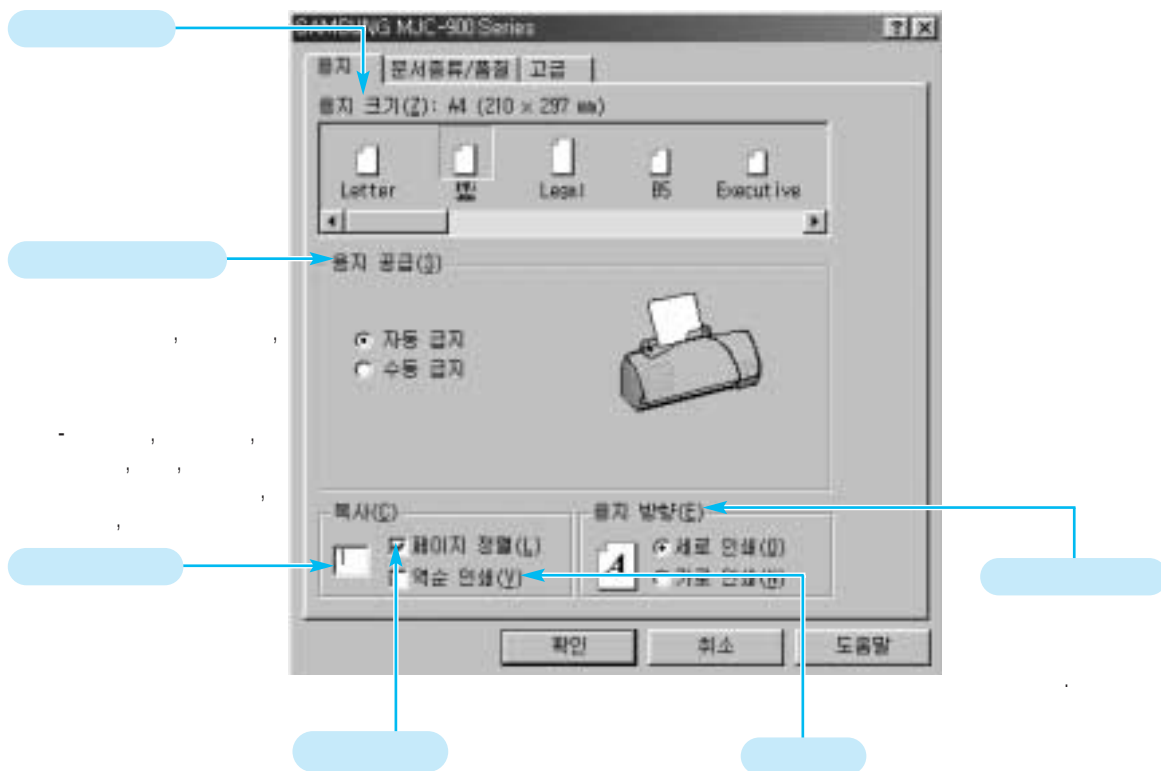 SAMSUNG MJC-900 Series
용지 문서종류/품질 고급
용지 크기(Z): A4 (210 × 297 mm)
Letter A4 Legal B5 Executive
용지 공급(S)
자동 급지
수동 급지
복사(C)
1
페이지 정렬(L)
역순 인쇄(V)
용지 방향(E)
A
세로 인쇄(O)
가로 인쇄(N)
확인 취소 도움말